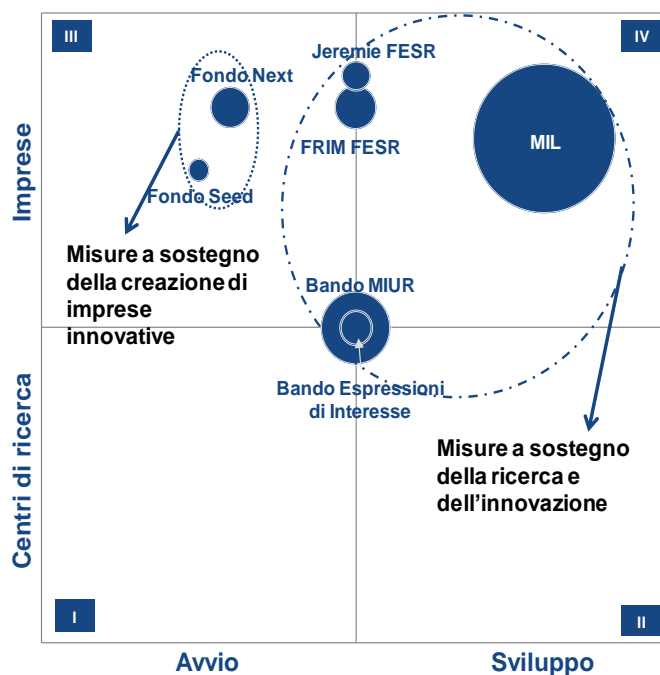 III
IV
Jeremie FESR
Fondo Next
FRIM FESR
MIL
Fondo Seed
Imprese
Misure a sostegno
della creazione di
imprese
innovative
Bando MIUR
Bando Espressioni
di Interesse
Misure a sostegno
della ricerca e
dell'innovazione
Centri di ricerca
I
II
Avvio
Sviluppo